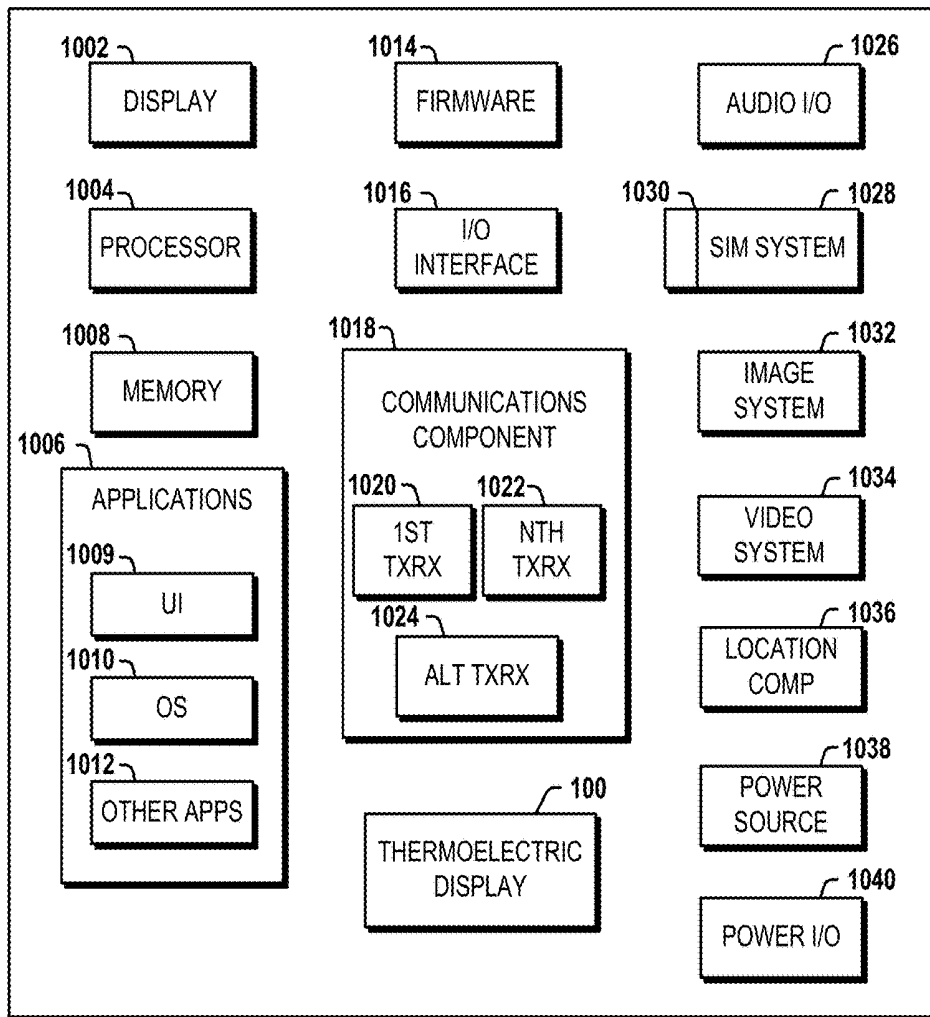 1002
DISPLAY
1004
PROCESSOR
1008
MEMORY
1006
APPLICATIONS
1009
UI
1010
OS
1012
OTHER APPS
1014
FIRMWARE
1016
I/O
INTERFACE
1018
COMMUNICATIONS
COMPONENT
1020
1ST
TXRX
1022
NTH
TXRX
1024
ALT TXRX
100
THERMOELECTRIC
DISPLAY
1026
AUDIO I/O
1030
1028
SIM SYSTEM
1032
IMAGE
SYSTEM
1034
VIDEO
SYSTEM
1036
LOCATION
COMP
1038
POWER
SOURCE
1040
POWER I/O